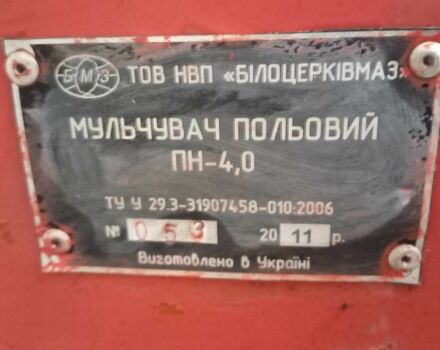 БМЗ ТОВ НВП «БІЛОЦЕРКІВМАЗ»
МУЛЬЧУВАЧ ПОЛЬОВИЙ
ПН-4,0
ТУ У 29.3-31907458-010:2006
№ 053 2011 р.
Виготовлено в Україні